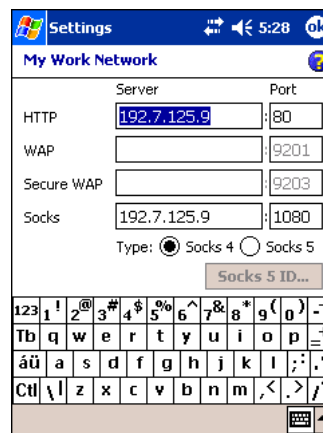 Settings 5:28 ok
My Work Network ?
Server Port
HTTP 192.7.125.9 : 80
WAP : 9201
Secure WAP : 9203
Socks 192.7.125.9 : 1080
Type: Socks 4 Socks 5
Socks 5 ID...
123 1 ! 2 @ 3 # 4 $ 5 % 6 ^ 7 & 8 * 9 ( 0 ) -
Tb q w e r t y u i o p =
áü a s d f g h j k l ; :
Ctl \ | z x c v b n m , < . > /